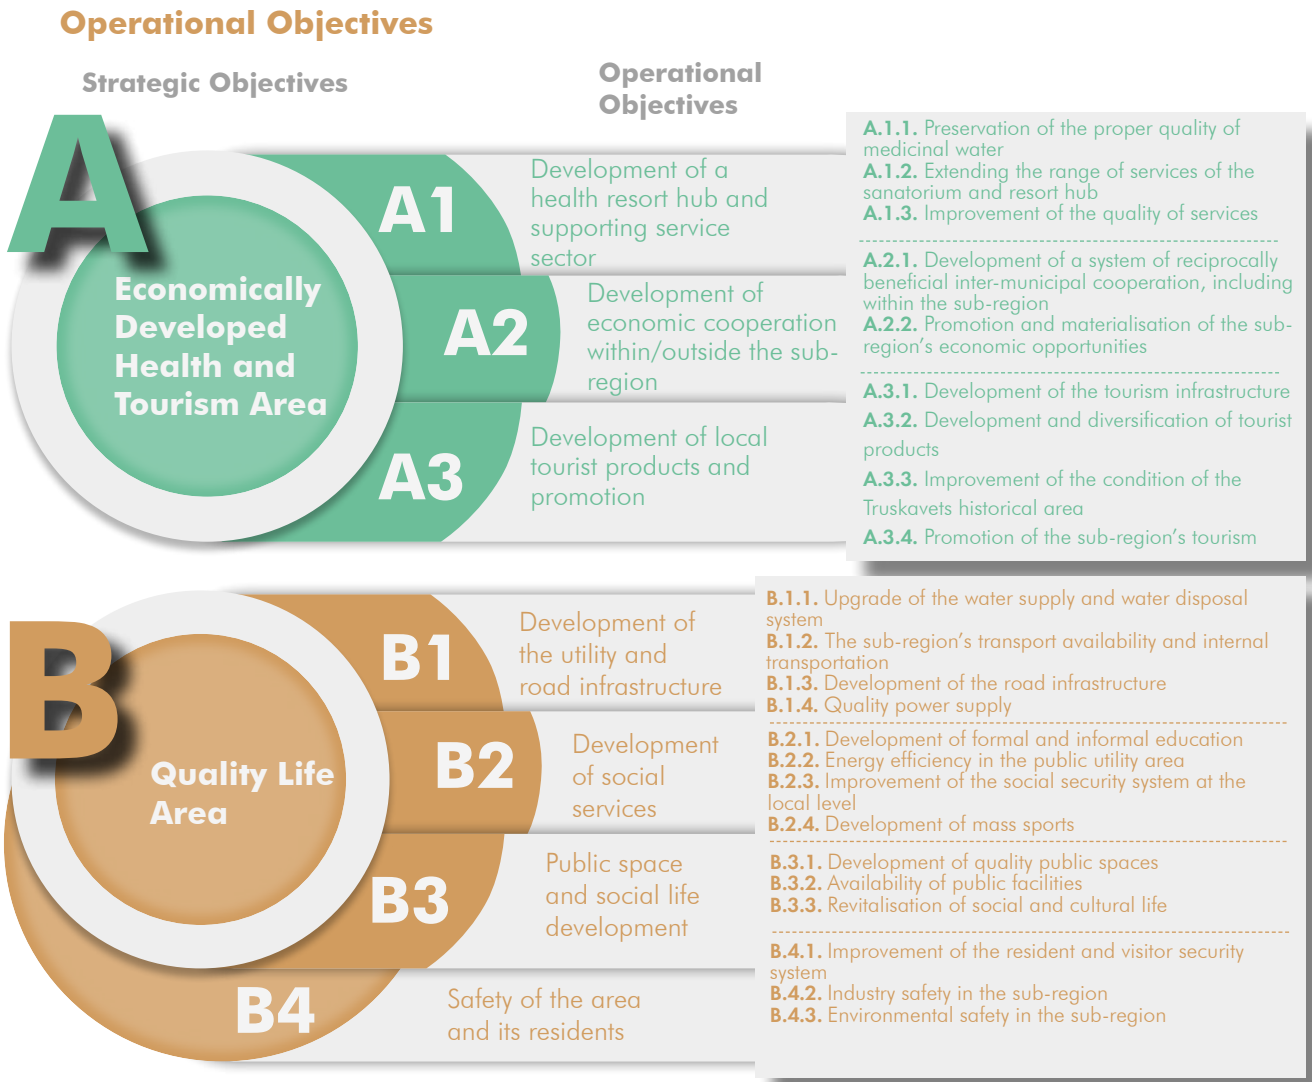 Operational Objectives
Strategic Objectives
Operational
Objectives
A
Economically
Developed
Health and
Tourism Area
A1
Development of a
health resort hub and
supporting service
sector
A.1.1. Preservation of the proper quality of
medicinal water
A.1.2. Extending the range of services of the
sanatorium and resort hub
A.1.3. Improvement of the quality of services
A2
Development of
economic cooperation
within/outside the sub-
region
A.2.1. Development of a system of reciprocally
beneficial inter-municipal cooperation, including
within the sub-region
A.2.2. Promotion and materialisation of the sub-
region’s economic opportunities
A3
Development of local
tourist products and
promotion
A.3.1. Development of the tourism infrastructure
A.3.2. Development and diversification of tourist
products
A.3.3. Improvement of the condition of the
Truskavets historical area
A.3.4. Promotion of the sub-region’s tourism
B
Quality Life
Area
B1
Development of
the utility and
road infrastructure
B.1.1. Upgrade of the water supply and water disposal
system
B.1.2. The sub-region’s transport availability and internal
transportation
B.1.3. Development of the road infrastructure
B.1.4. Quality power supply
B2
Development
of social
services
B.2.1. Development of formal and informal education
B.2.2. Energy efficiency in the public utility area
B.2.3. Improvement of the social security system at the
local level
B.2.4. Development of mass sports
B3
Public space
and social life
development
B.3.1. Development of quality public spaces
B.3.2. Availability of public facilities
B.3.3. Revitalisation of social and cultural life
B4
Safety of the area
and its residents
B.4.1. Improvement of the resident and visitor security
system
B.4.2. Industry safety in the sub-region
B.4.3. Environmental safety in the sub-region